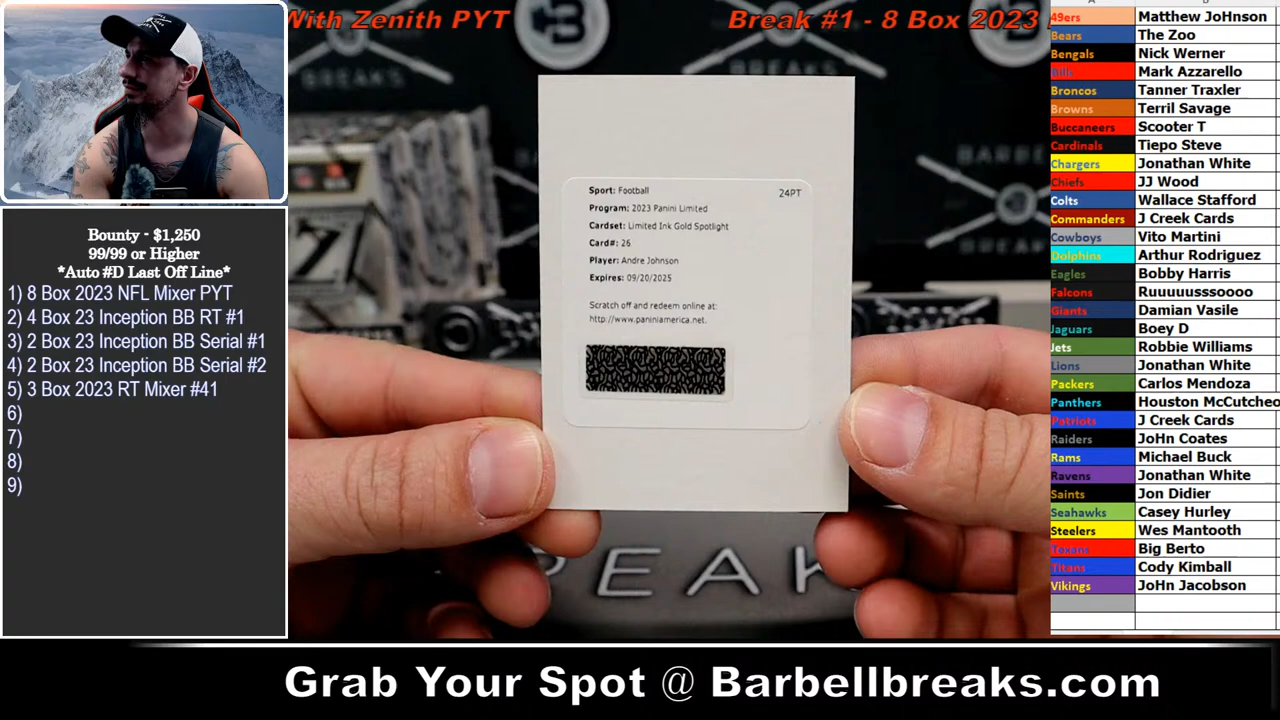 With Zenith PYT
Break #1 - 8 Box 2023
BREAKS
Bounty - $1,250
99/99 or Higher
*Auto #D Last Off Line*
1) 8 Box 2023 NFL Mixer PYT
2) 4 Box 23 Inception BB RT #1
3) 2 Box 23 Inception BB Serial #1
4) 2 Box 23 Inception BB Serial #2
5) 3 Box 2023 RT Mixer #41
6)
7)
8)
9)
Sport: Football
24PT
Program: 2023 Panini Limited
Cardset: Limited Ink Gold Spotlight
Card#: 26
Player: Andre Johnson
Expires: 09/20/2025
Scratch off and redeem online at:
http://www.paniniamerica.net.
EAK
49ers Matthew JoHnson
Bears The Zoo
Bengals Nick Werner
Bills Mark Azzarello
Broncos Tanner Traxler
Browns Terril Savage
Buccaneers Scooter T
Cardinals Tiepo Steve
Chargers Jonathan White
Chiefs JJ Wood
Colts Wallace Stafford
Commanders J Creek Cards
Cowboys Vito Martini
Dolphins Arthur Rodriguez
Eagles Bobby Harris
Falcons Ruuuuusssoooo
Giants Damian Vasile
Jaguars Boey D
Jets Robbie Williams
Lions Jonathan White
Packers Carlos Mendoza
Panthers Houston McCutcheo
Patriots J Creek Cards
Raiders JoHn Coates
Rams Michael Buck
Ravens Jonathan White
Saints Jon Didier
Seahawks Casey Hurley
Steelers Wes Mantooth
Texans Big Berto
Titans Cody Kimball
Vikings JoHn Jacobson
Grab Your Spot @ Barbellbreaks.com